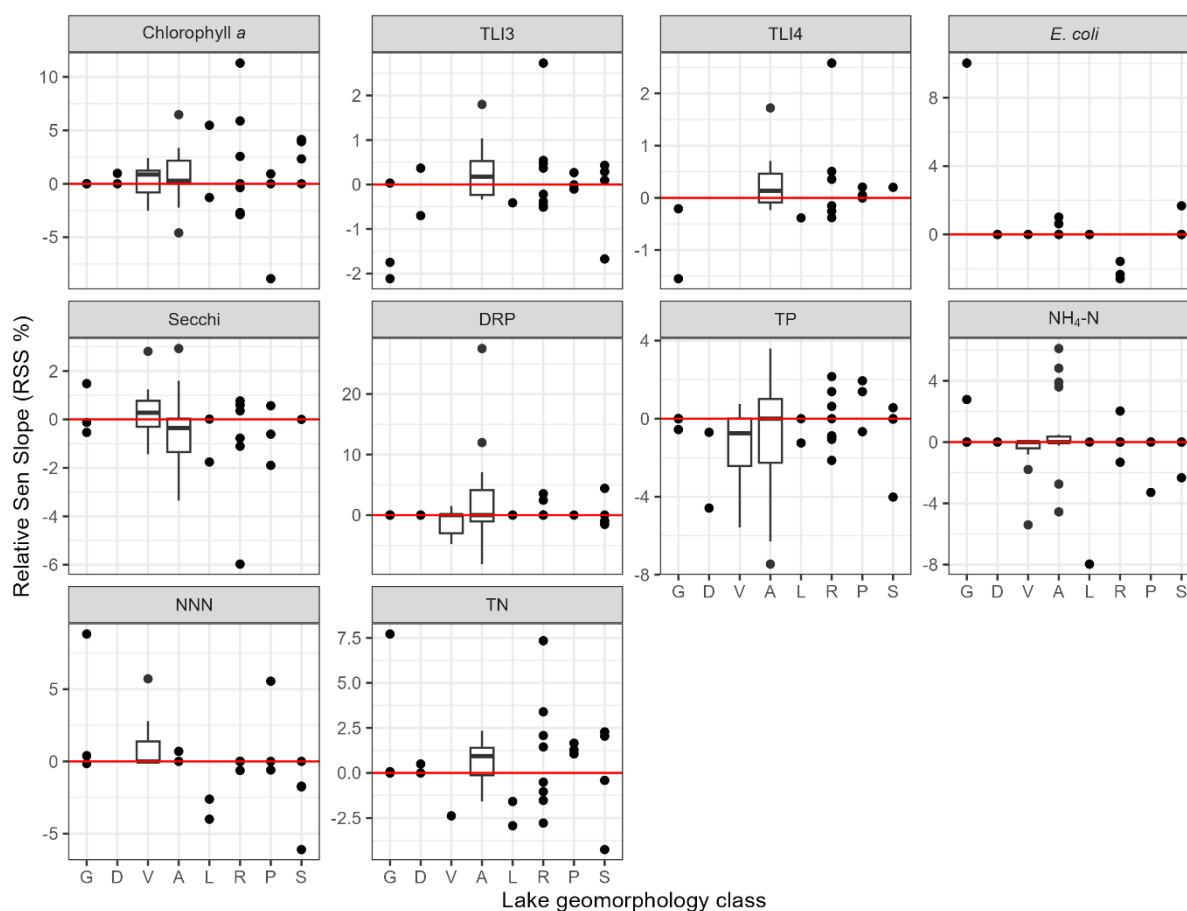 Chlorophyll a
TLI3
TLI4
E. coli
10
5
0
-5
2
1
0
-1
-2
2
1
0
-1
10
5
0
Secchi
DRP
TP
NH₄-N
2
0
-2
-4
-6
20
10
0
4
0
-4
-8
4
0
-4
-8
G D V A L R P S
G D V A L R P S
NNN
TN
5
0
-5
7.5
5.0
2.5
0.0
-2.5
G D V A L R P S
G D V A L R P S
Relative Sen Slope (RSS %)
Lake geomorphology class